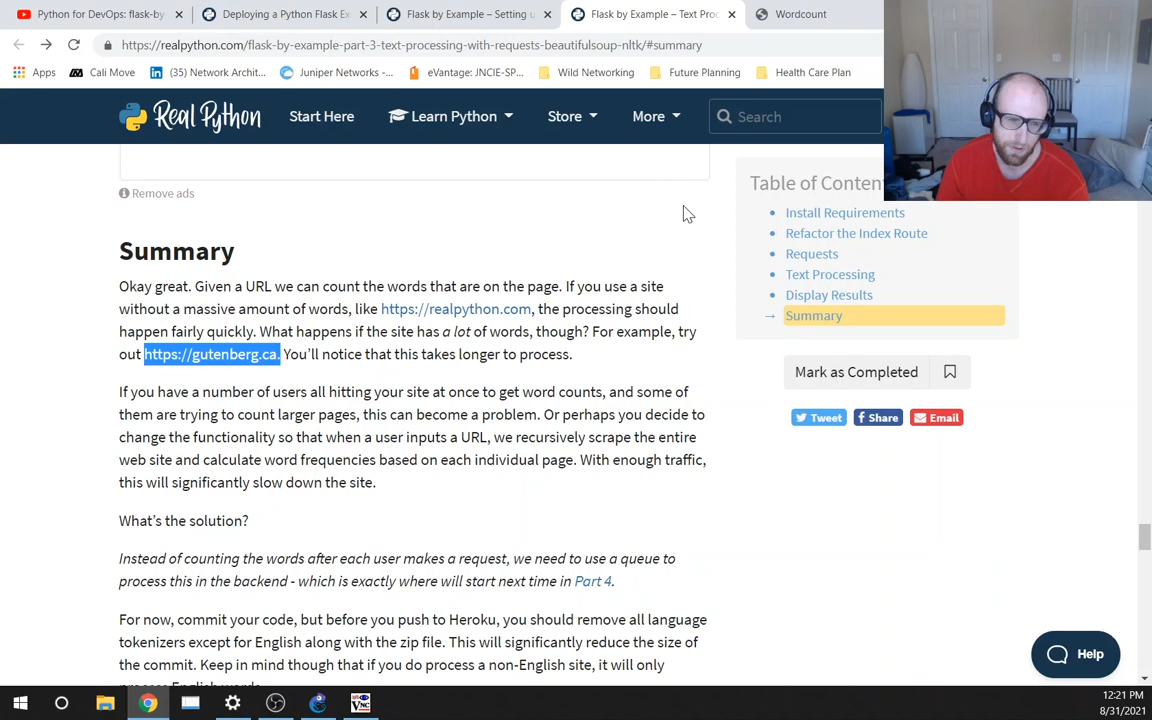 Python for DevOps: flask-by
Deploying a Python Flask Ex
Flask by Example – Setting u
Flask by Example – Text Proc
Wordcount
https://realpython.com/flask-by-example-part-3-text-processing-with-requests-beautifulsoup-nltk/#summary
Apps
Cali Move
(35) Network Archit...
Juniper Networks -...
eVantage: JNCIE-SP...
Wild Networking
Future Planning
Health Care Plan
Real Python
Start Here
Learn Python
Store
More
Search
Remove ads
Summary
Okay great. Given a URL we can count the words that are on the page. If you use a site
without a massive amount of words, like https://realpython.com, the processing should
happen fairly quickly. What happens if the site has a lot of words, though? For example, try
out https://gutenberg.ca. You’ll notice that this takes longer to process.
If you have a number of users all hitting your site at once to get word counts, and some of
them are trying to count larger pages, this can become a problem. Or perhaps you decide to
change the functionality so that when a user inputs a URL, we recursively scrape the entire
web site and calculate word frequencies based on each individual page. With enough traffic,
this will significantly slow down the site.
What’s the solution?
Instead of counting the words after each user makes a request, we need to use a queue to
process this in the backend - which is exactly where will start next time in Part 4.
For now, commit your code, but before you push to Heroku, you should remove all language
tokenizers except for English along with the zip file. This will significantly reduce the size of
the commit. Keep in mind though that if you do process a non-English site, it will only
process English words.
Table of Conten
Install Requirements
Refactor the Index Route
Requests
Text Processing
Display Results
→ Summary
Mark as Completed
Tweet
Share
Email
Help
12:21 PM
8/31/2021